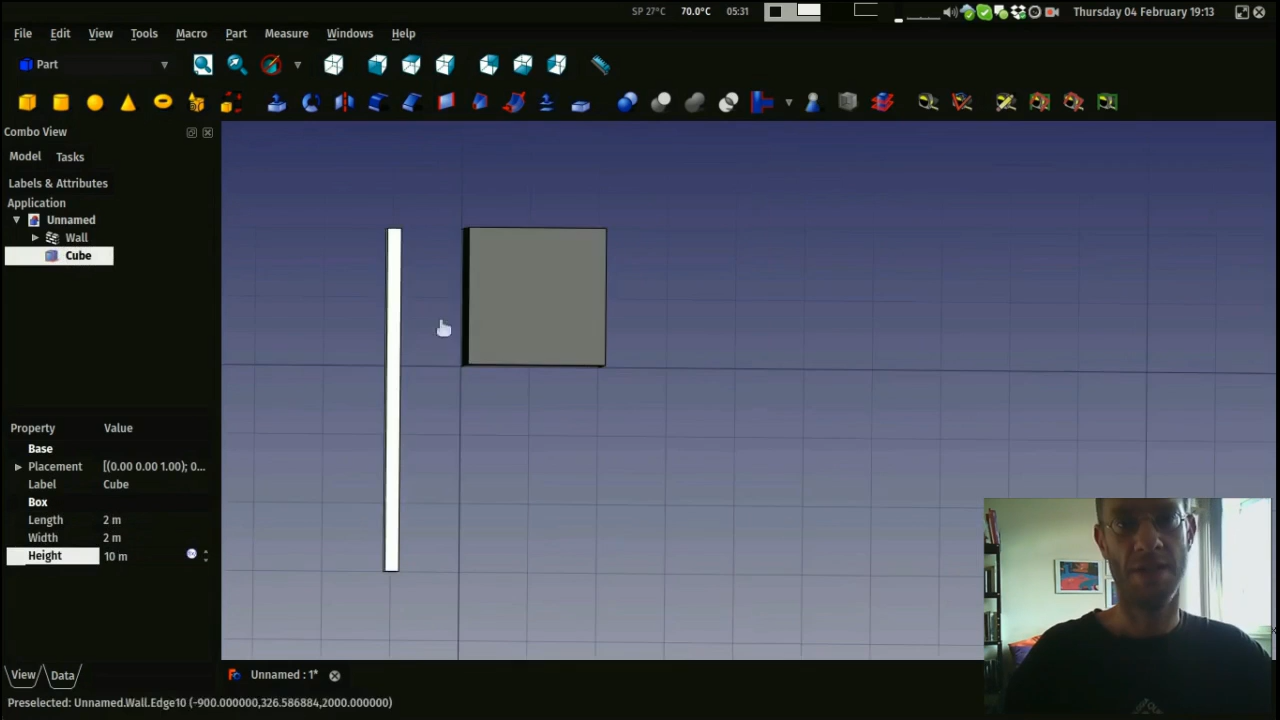 SP 27°C 70.0°C 05:31 Thursday 04 February 19:13
File Edit View Tools Macro Part Measure Windows Help
Part
Combo View
Model Tasks
Labels & Attributes
Application
Unnamed
Wall
Cube
Property Value
Base
Placement [(0.00 0.00 1.00); 0...
Label Cube
Box
Length 2 m
Width 2 m
Height 10 m
View Data
Unnamed : 1*
Preselected: Unnamed.Wall.Edge10 (-900.000000,326.586884,2000.000000)